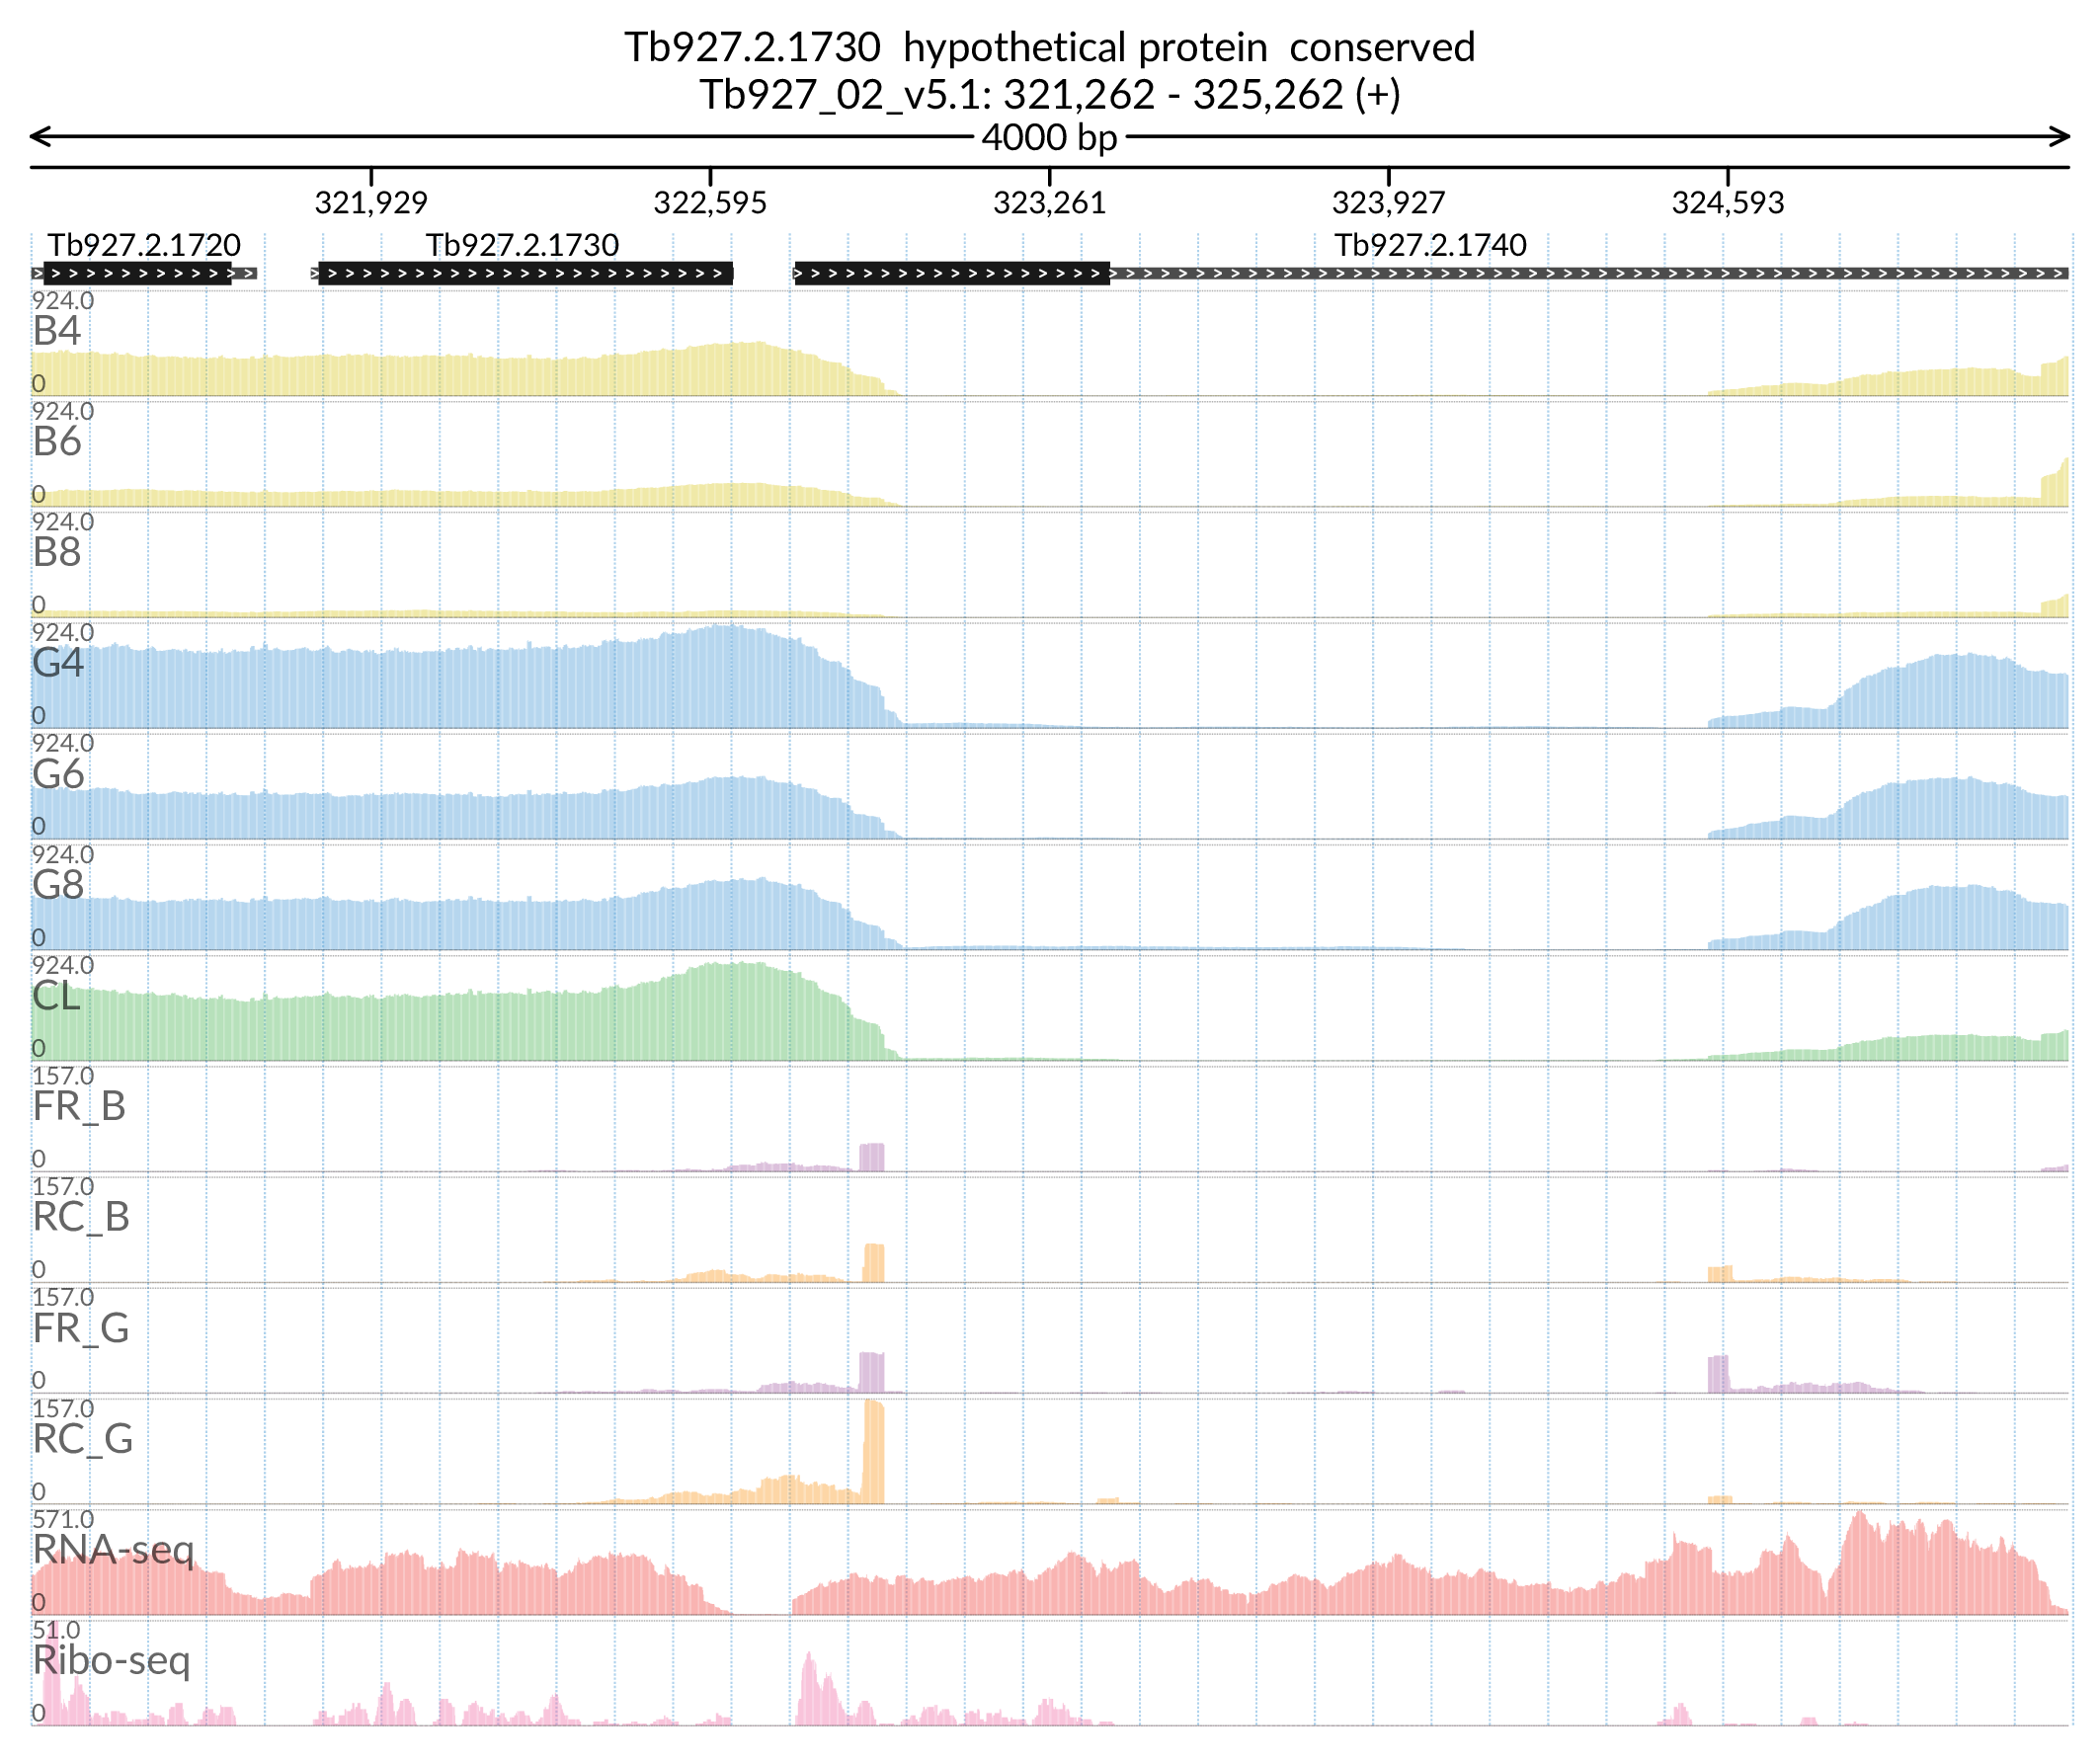 Tb927.2.1730  hypothetical protein  conserved
Tb927_02_v5.1: 321,262 - 325,262 (+)
4000 bp
321,929 322,595 323,261 323,927 324,593
Tb927.2.1720 Tb927.2.1730 Tb927.2.1740
924.0
B4
0
924.0
B6
0
924.0
B8
0
924.0
G4
0
924.0
G6
0
924.0
G8
0
924.0
CL
0
157.0
FR_B
0
157.0
RC_B
0
157.0
FR_G
0
157.0
RC_G
0
571.0
RNA-seq
0
51.0
Ribo-seq
0